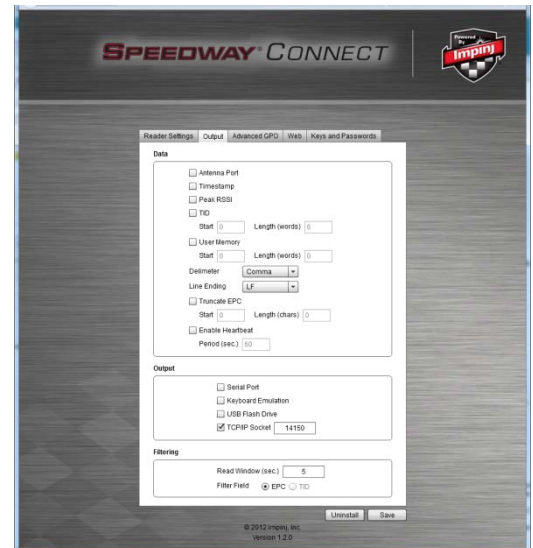 SPEEDWAY® CONNECT
Powered
By
Impinj
Reader Settings Output Advanced GPO Web Keys and Passwords
Data
Antenna Port
Timestamp
Peak RSSI
TID
Start 0 Length (words) 0
User Memory
Start 0 Length (words) 0
Delimeter Comma
Line Ending LF
Truncate EPC
Start 0 Length (chars) 0
Enable Heartbeat
Period (sec.) 60
Output
Serial Port
Keyboard Emulation
USB Flash Drive
TCP/IP Socket 14150
Filtering
Read Window (sec.) 5
Filter Field EPC TID
Uninstall Save
© 2012 Impinj, Inc.
Version 1.2.0